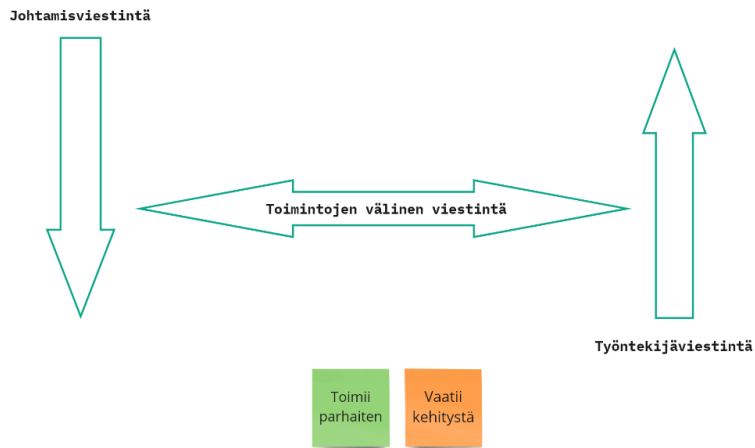 Johtamisviestintä
Toimintojen välinen viestintä
Työntekijäviestintä
Toimii
parhaiten
Vaatii
kehitystä